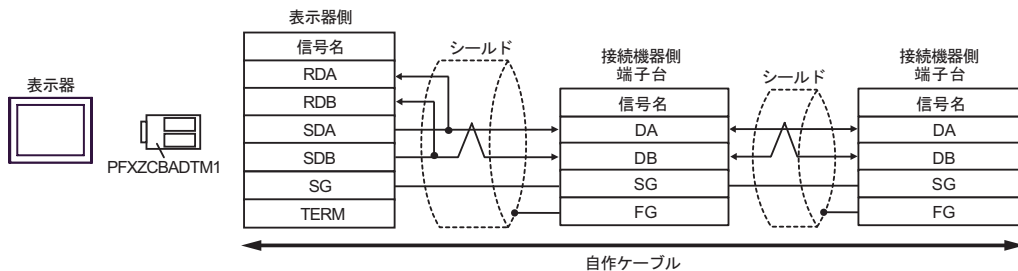 表示器
PFXZCBADTM1
表示器側
信号名
RDA
RDB
SDA
SDB
SG
TERM
シールド
接続機器側
端子台
信号名
DA
DB
SG
FG
シールド
接続機器側
端子台
信号名
DA
DB
SG
FG
自作ケーブル